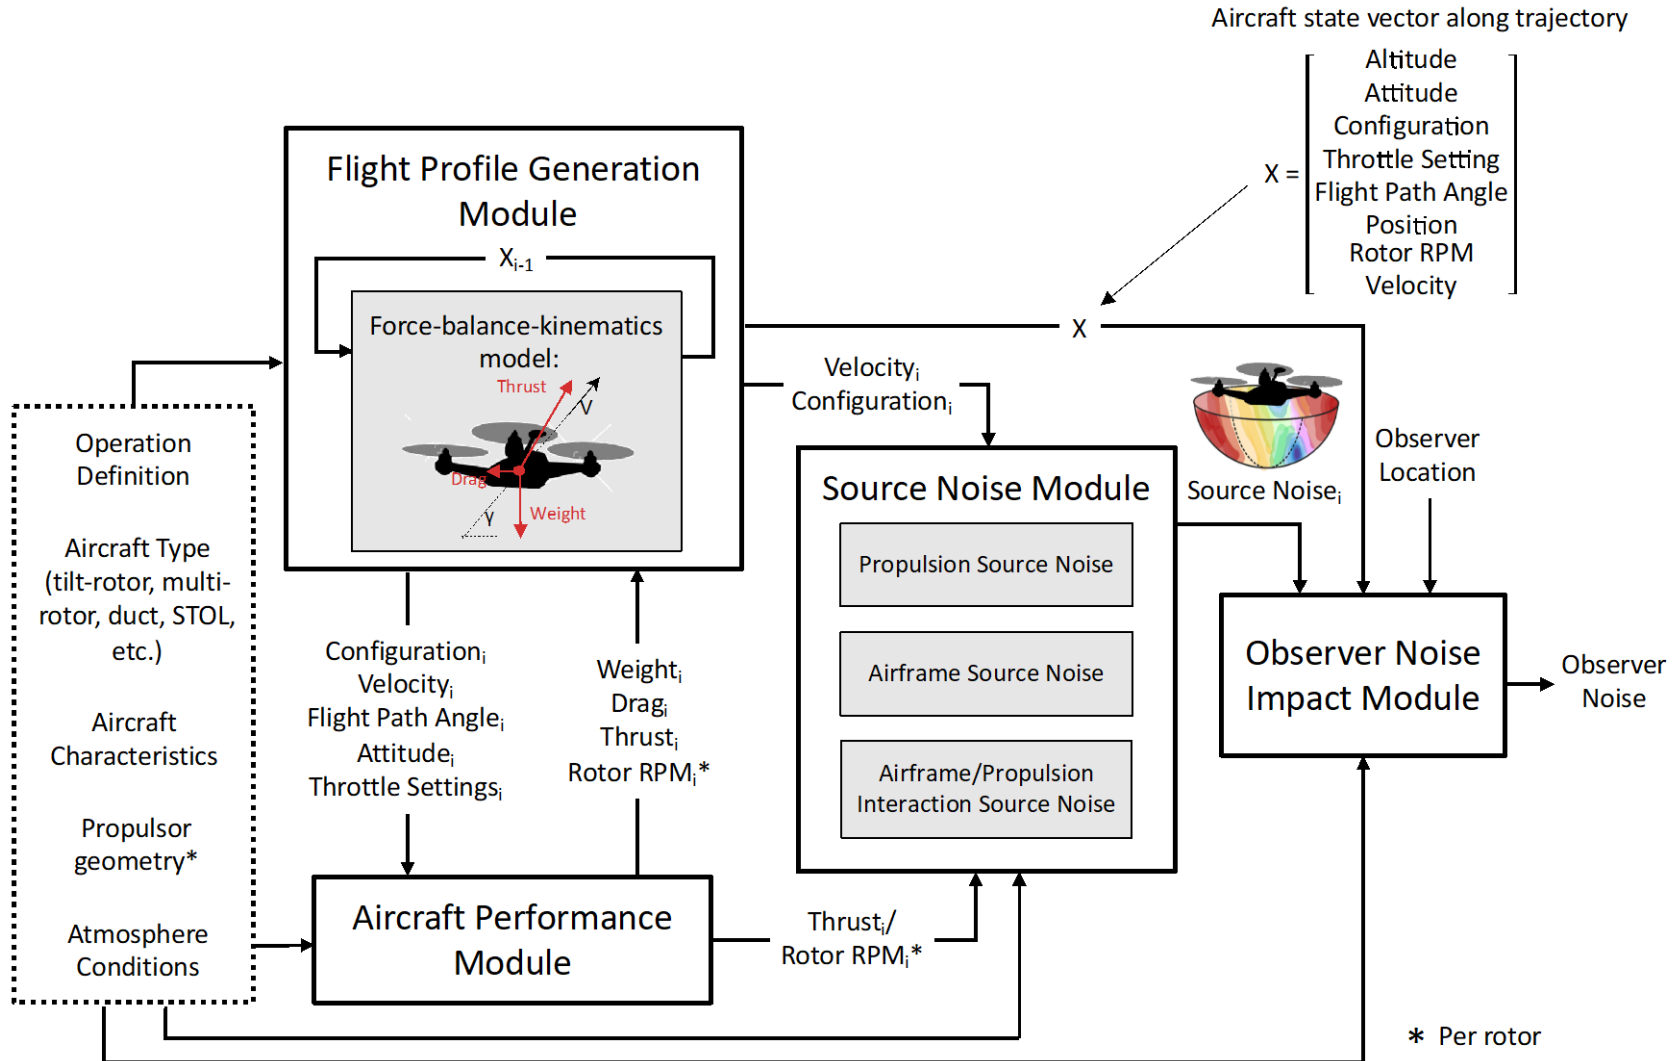 Aircraft state vector along trajectory
X =
Altitude
Attitude
Configuration
Throttle Setting
Flight Path Angle
Position
Rotor RPM
Velocity
Flight Profile Generation
Module
Xi-1
Force-balance-kinematics
model:
Thrust
V
Drag
Weight
γ
X
Velocityi
Configurationi
Operation
Definition
Aircraft Type
(tilt-rotor, multi-
rotor, duct, STOL,
etc.)
Aircraft
Characteristics
Propulsor
geometry*
Atmosphere
Conditions
Configurationi
Velocityi
Flight Path Anglei
Attitudei
Throttle Settingsi
Weighti
Dragi
Thrusti
Rotor RPMi*
Aircraft Performance
Module
Thrusti/
Rotor RPMi*
Source Noise Module
Propulsion Source Noise
Airframe Source Noise
Airframe/Propulsion
Interaction Source Noise
Source Noisei
Observer
Location
Observer Noise
Impact Module
Observer
Noise
* Per rotor